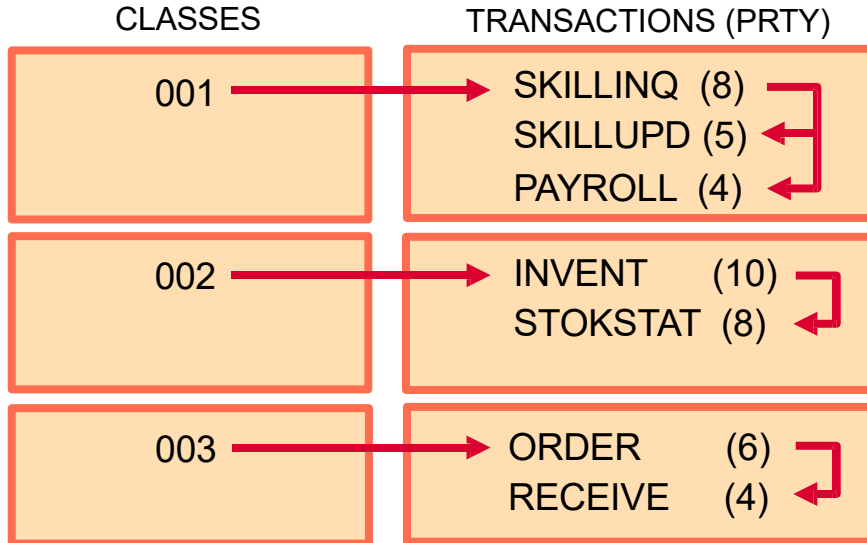 CLASSES TRANSACTIONS (PRTY)
001 SKILLINQ (8)
SKILLUPD (5)
PAYROLL (4)
002 INVENT (10)
STOKSTAT (8)
003 ORDER (6)
RECEIVE (4)